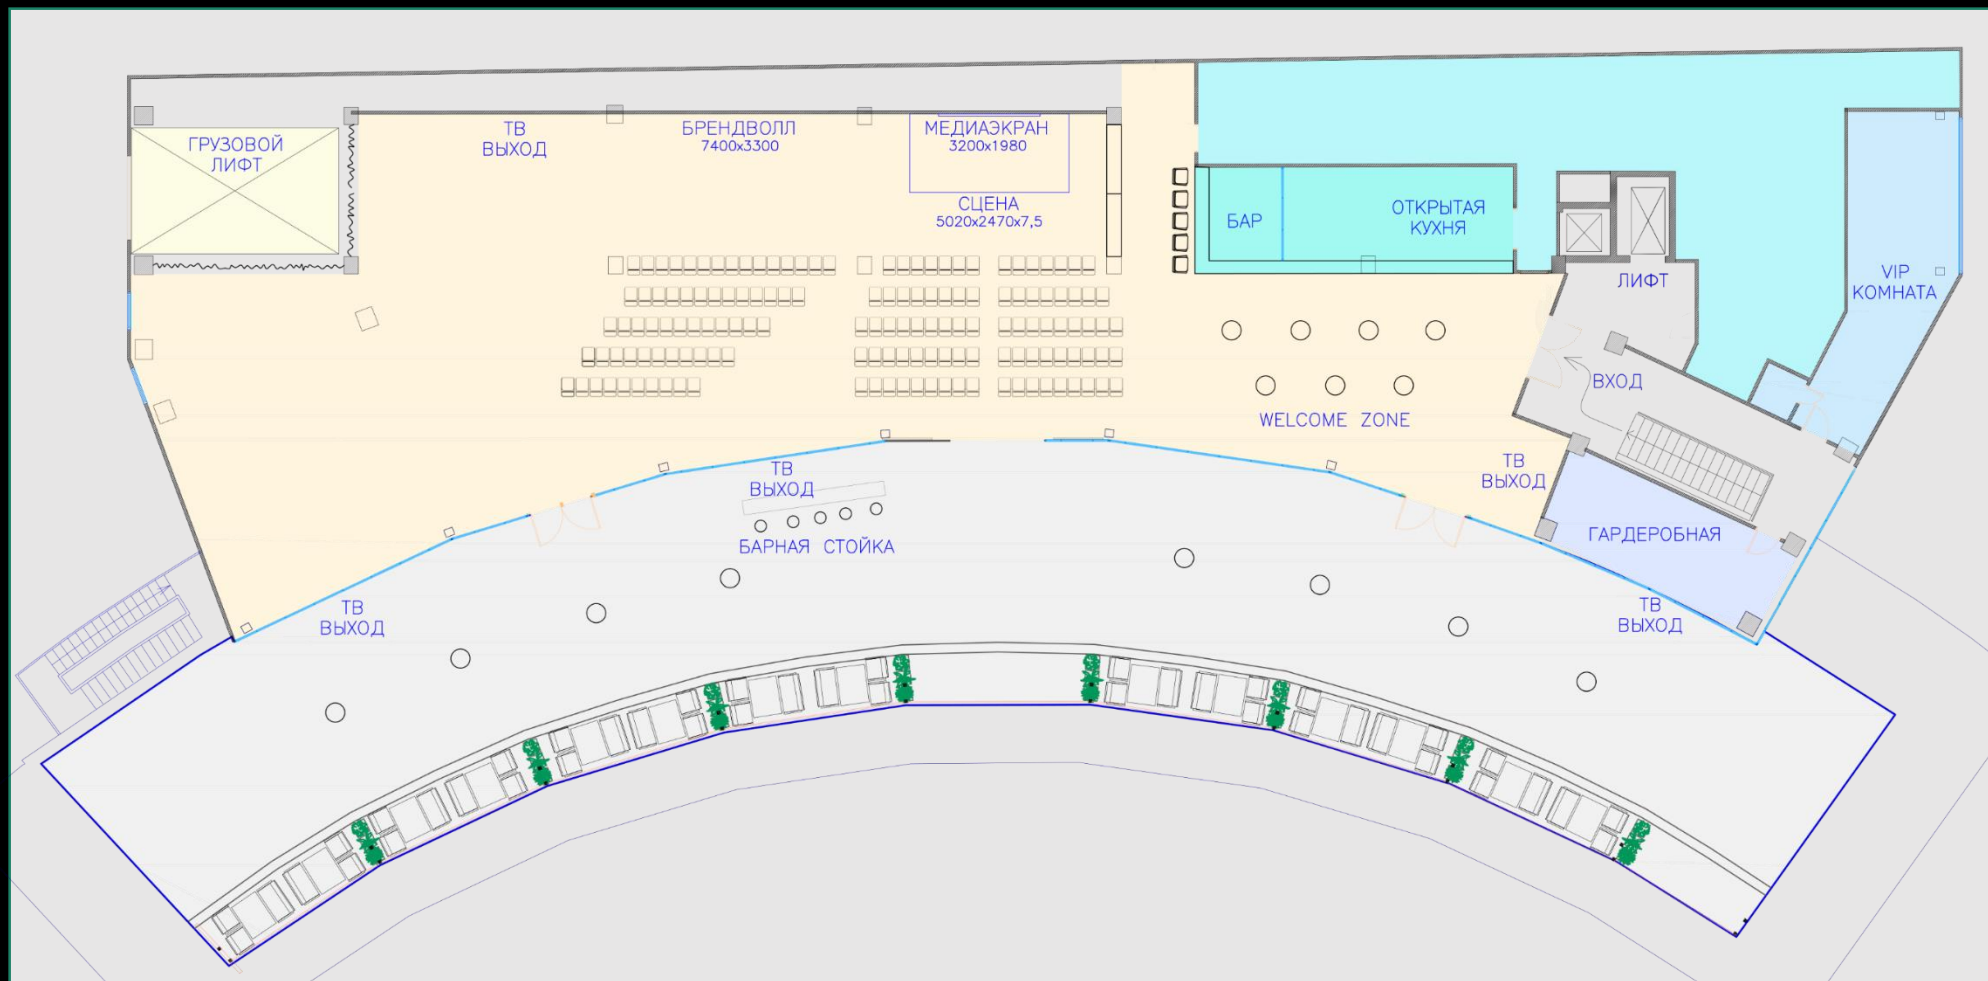 ГРУЗОВОЙ
ЛИФТ
ТВ
ВЫХОД
БРЕНДВОЛЛ
7400x3300
МЕДИАЭКРАН
3200x1980
СЦЕНА
5020x2470x7,5
БАР
ОТКРЫТАЯ
КУХНЯ
ЛИФТ
VIP
КОМНАТА
ВХОД
WELCOME ZONE
ТВ
ВЫХОД
БАРНАЯ СТОЙКА
ТВ
ВЫХОД
ГАРДЕРОБНАЯ
ТВ
ВЫХОД
ТВ
ВЫХОД